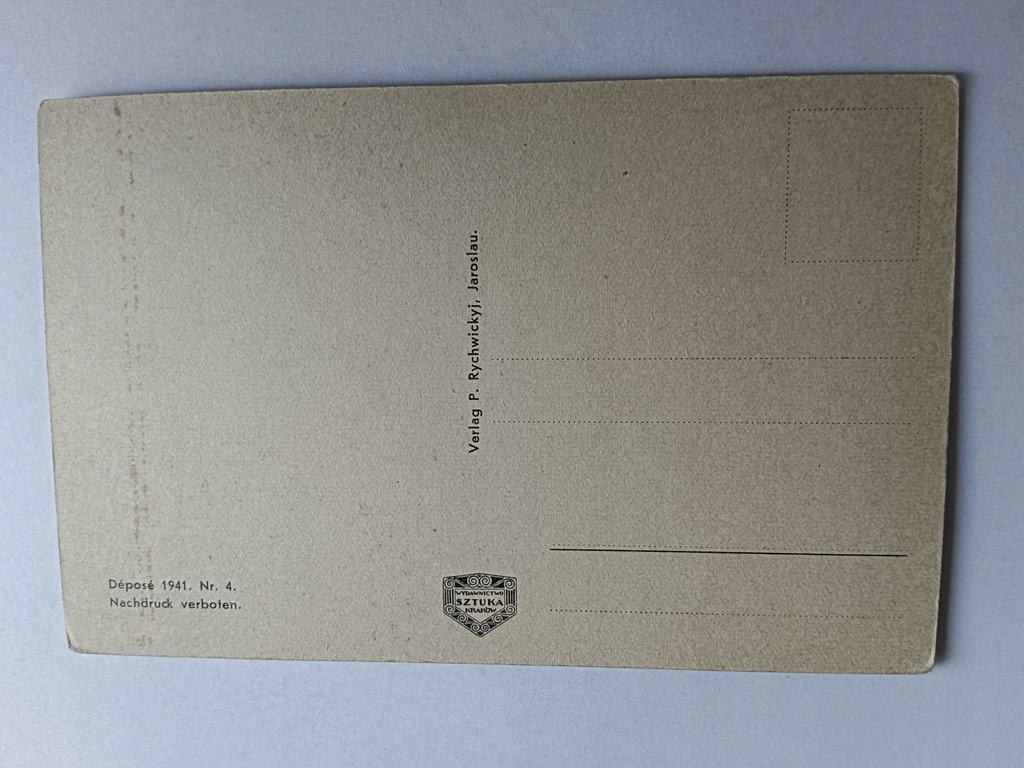 Déposé 1941. Nr. 4.
Nachdruck verboten.
Verlag P. Rychwickyj, Jaroslau.
WYDAWNICTWO
SZTUKA
KRAKÓW